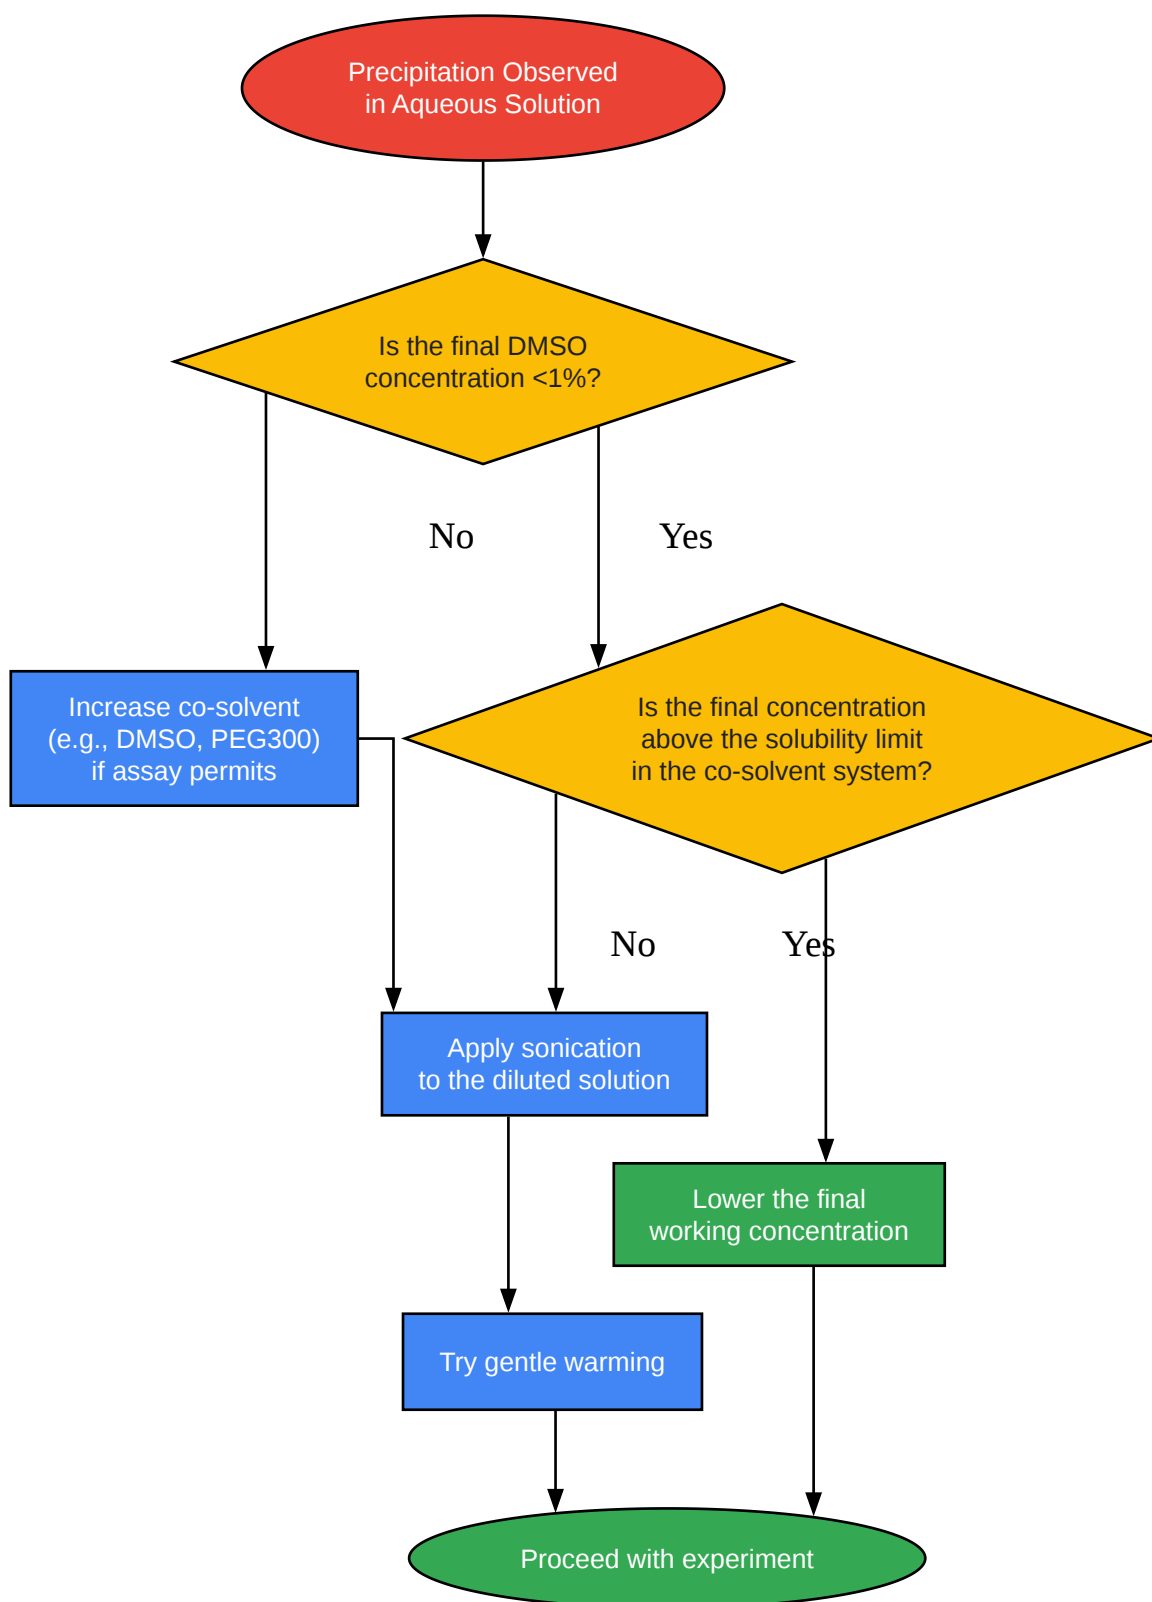 Precipitation Observed
in Aqueous Solution
Is the final DMSO
concentration <1%?
No
Yes
Increase co-solvent
(e.g., DMSO, PEG300)
if assay permits
Is the final concentration
above the solubility limit
in the co-solvent system?
No
Yes
Apply sonication
to the diluted solution
Lower the final
working concentration
Try gentle warming
Proceed with experiment